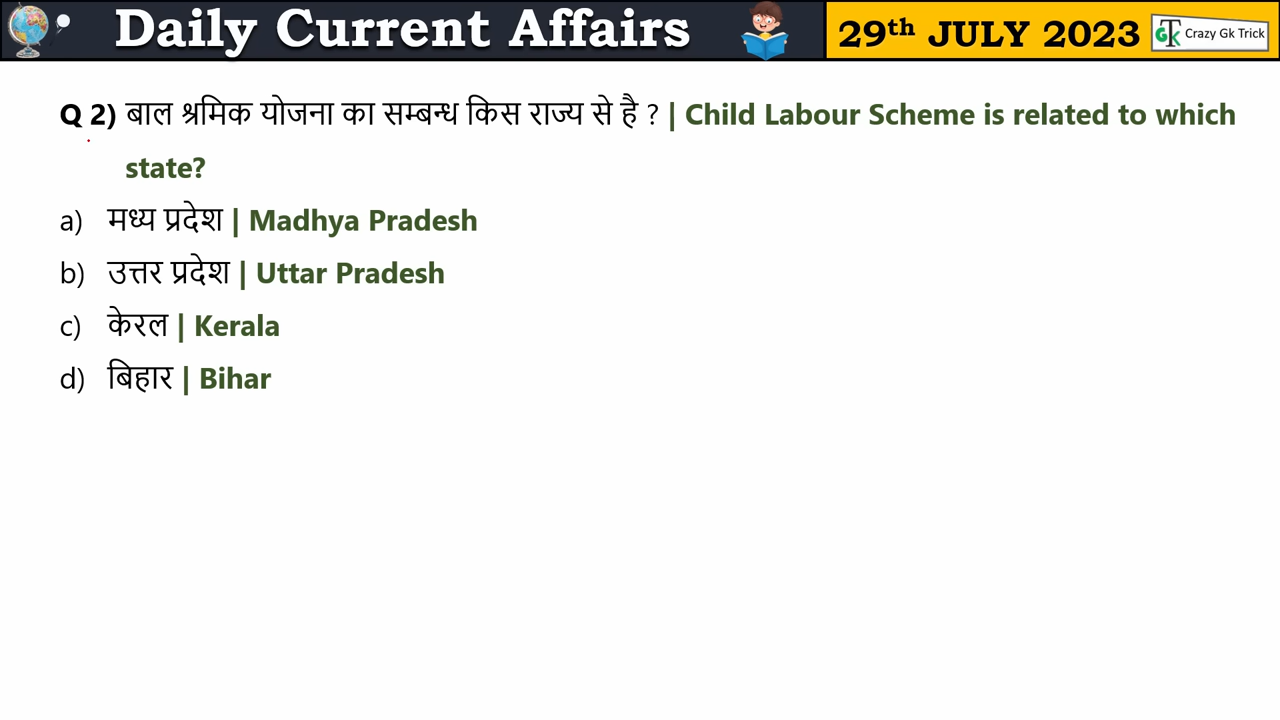 Daily Current Affairs
29th JULY 2023
GTK Crazy Gk Trick
Q 2) बाल श्रमिक योजना का सम्बन्ध किस राज्य से है ? | Child Labour Scheme is related to which
state?
a) मध्य प्रदेश | Madhya Pradesh
b) उत्तर प्रदेश | Uttar Pradesh
c) केरल | Kerala
d) बिहार | Bihar